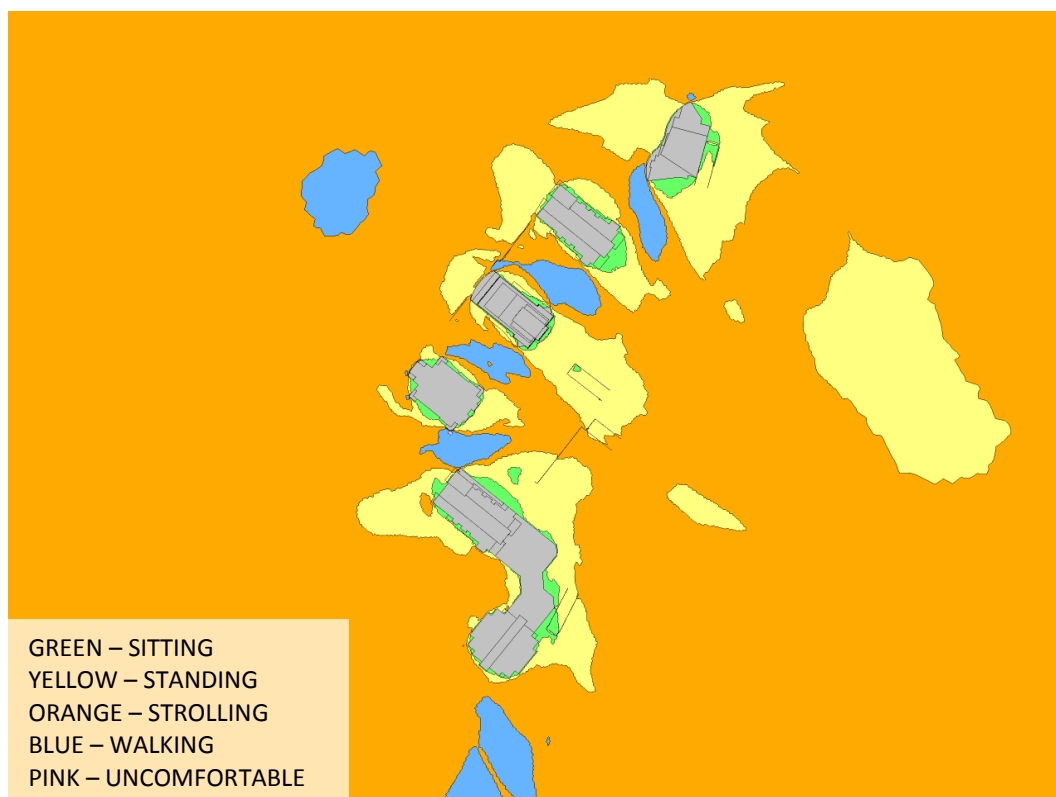 GREEN – SITTING
YELLOW – STANDING
ORANGE – STROLLING
BLUE – WALKING
PINK – UNCOMFORTABLE